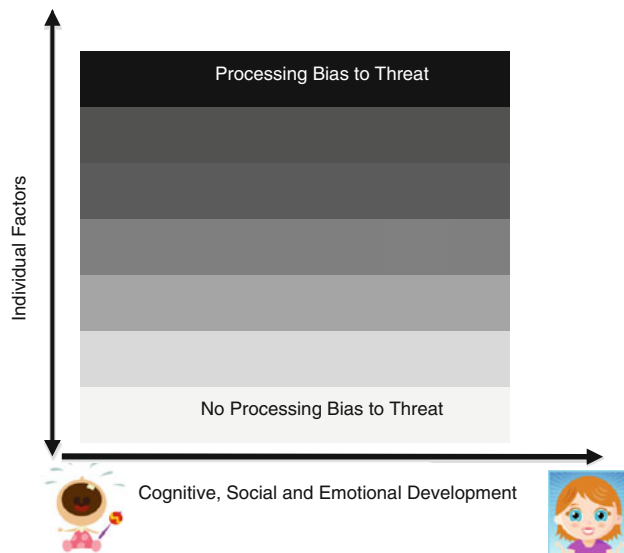 Processing Bias to Threat
Individual Factors
No Processing Bias to Threat
Cognitive, Social and Emotional Development